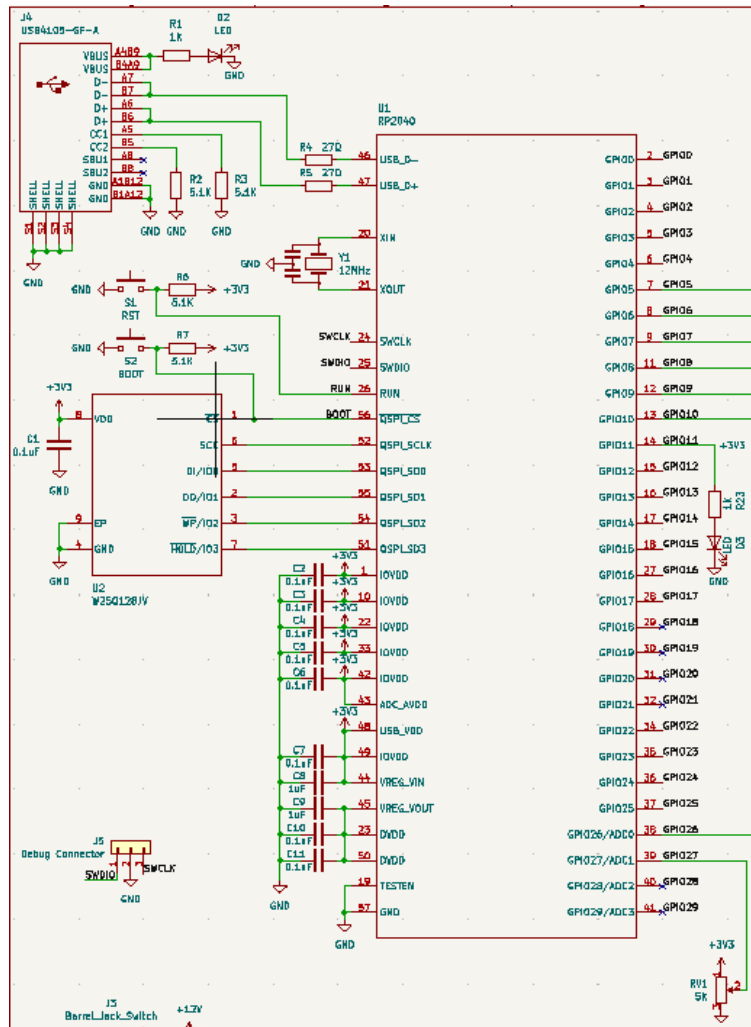 J4
USB4105-GF-A
VBUS A4B9
VBUS B4A9
D- A7
D- B7
D+ A6
D+ B6
CC1 A5
CC2 B5
SBU1 A8
SBU2 B8
GND A1B12
GND B1A12
SHELL SHELL SHELL SHELL
S1 S2 S3 S4
GND
R1
1K
D2
LED
GND
R2
5.1K
R3
5.1K
GND GND GND
R4 27Ω
R5 27Ω
U1
RP2040
46 USB_D-
47 USB_D+
20 XIN
21 XOUT
SWCLK 24 SWCLK
SWDIO 25 SWDIO
RUN 26 RUN
BOOT 56 QSPI_CS
52 QSPI_SCLK
53 QSPI_SD0
55 QSPI_SD1
54 QSPI_SD2
51 QSPI_SD3
1 IOVDD
10 IOVDD
22 IOVDD
33 IOVDD
42 IOVDD
43 ADC_AVDD
48 USB_VDD
49 IOVDD
44 VREG_VIN
45 VREG_VOUT
23 DVDD
50 DVDD
19 TESTEN
57 GND
GPIO0 2 GPIO0
GPIO1 3 GPIO1
GPIO2 4 GPIO2
GPIO3 5 GPIO3
GPIO4 6 GPIO4
GPIO5 7 GPIO5
GPIO6 8 GPIO6
GPIO7 9 GPIO7
GPIO8 11 GPIO8
GPIO9 12 GPIO9
GPIO10 13 GPIO10
GPIO11 14 GPIO11
GPIO12 15 GPIO12
GPIO13 16 GPIO13
GPIO14 17 GPIO14
GPIO15 18 GPIO15
GPIO16 27 GPIO16
GPIO17 28 GPIO17
GPIO18 29 GPIO18
GPIO19 30 GPIO19
GPIO20 31 GPIO20
GPIO21 32 GPIO21
GPIO22 34 GPIO22
GPIO23 35 GPIO23
GPIO24 36 GPIO24
GPIO25 37 GPIO25
GPIO26/ADC0 38 GPIO26
GPIO27/ADC1 39 GPIO27
GPIO28/ADC2 40 GPIO28
GPIO29/ADC3 41 GPIO29
GND
Y1
12MHz
GND
S1
RST
R6
5.1K
+3V3
GND
S2
BOOT
R7
5.1K
+3V3
+3V3
C1
0.1uF
GND
8 VDD
9 EP
4 GND
GND
CS 1
SCK 6
DI/IO0 5
DO/IO1 2
WP/IO2 3
HOLD/IO3 7
U2
W25Q128JV
+3V3
C2
0.1uF
+3V3
C3
0.1uF
+3V3
C4
0.1uF
+3V3
C5
0.1uF
+3V3
C6
0.1uF
+3V3
C7
0.1uF
C8
1uF
C9
1uF
C10
0.1uF
C11
0.1uF
GND
GND
+3V3
1k R23
LED D3
GND
+3V3
RV1
5K
2
GND
J5
Debug Connector
1 2 3
SWDIO
SWCLK
GND
J3
Barrel_Jack_Switch
+12V